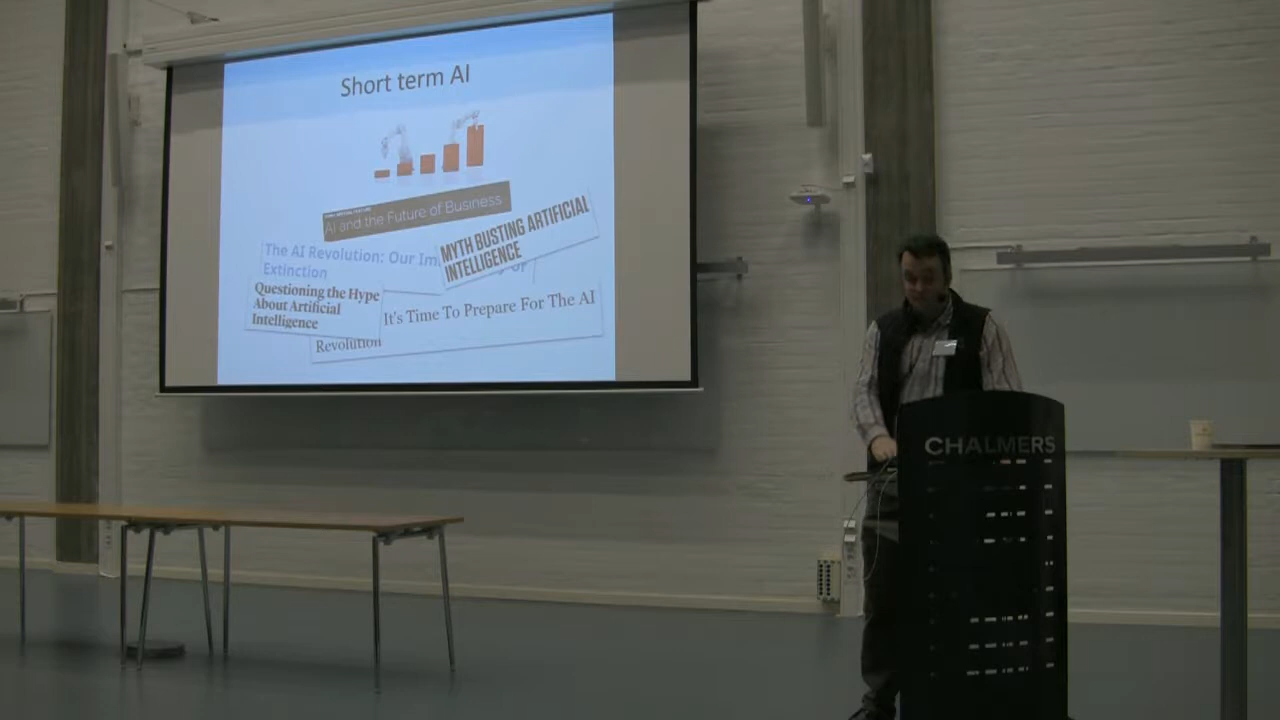 Short term AI
AI and the Future of Business
MYTH BUSTING ARTIFICIAL
INTELLIGENCE
The AI Revolution: Our Im
Extinction
Questioning the Hype
About Artificial
Intelligence
It's Time To Prepare For The AI
Revolution
CHALMERS